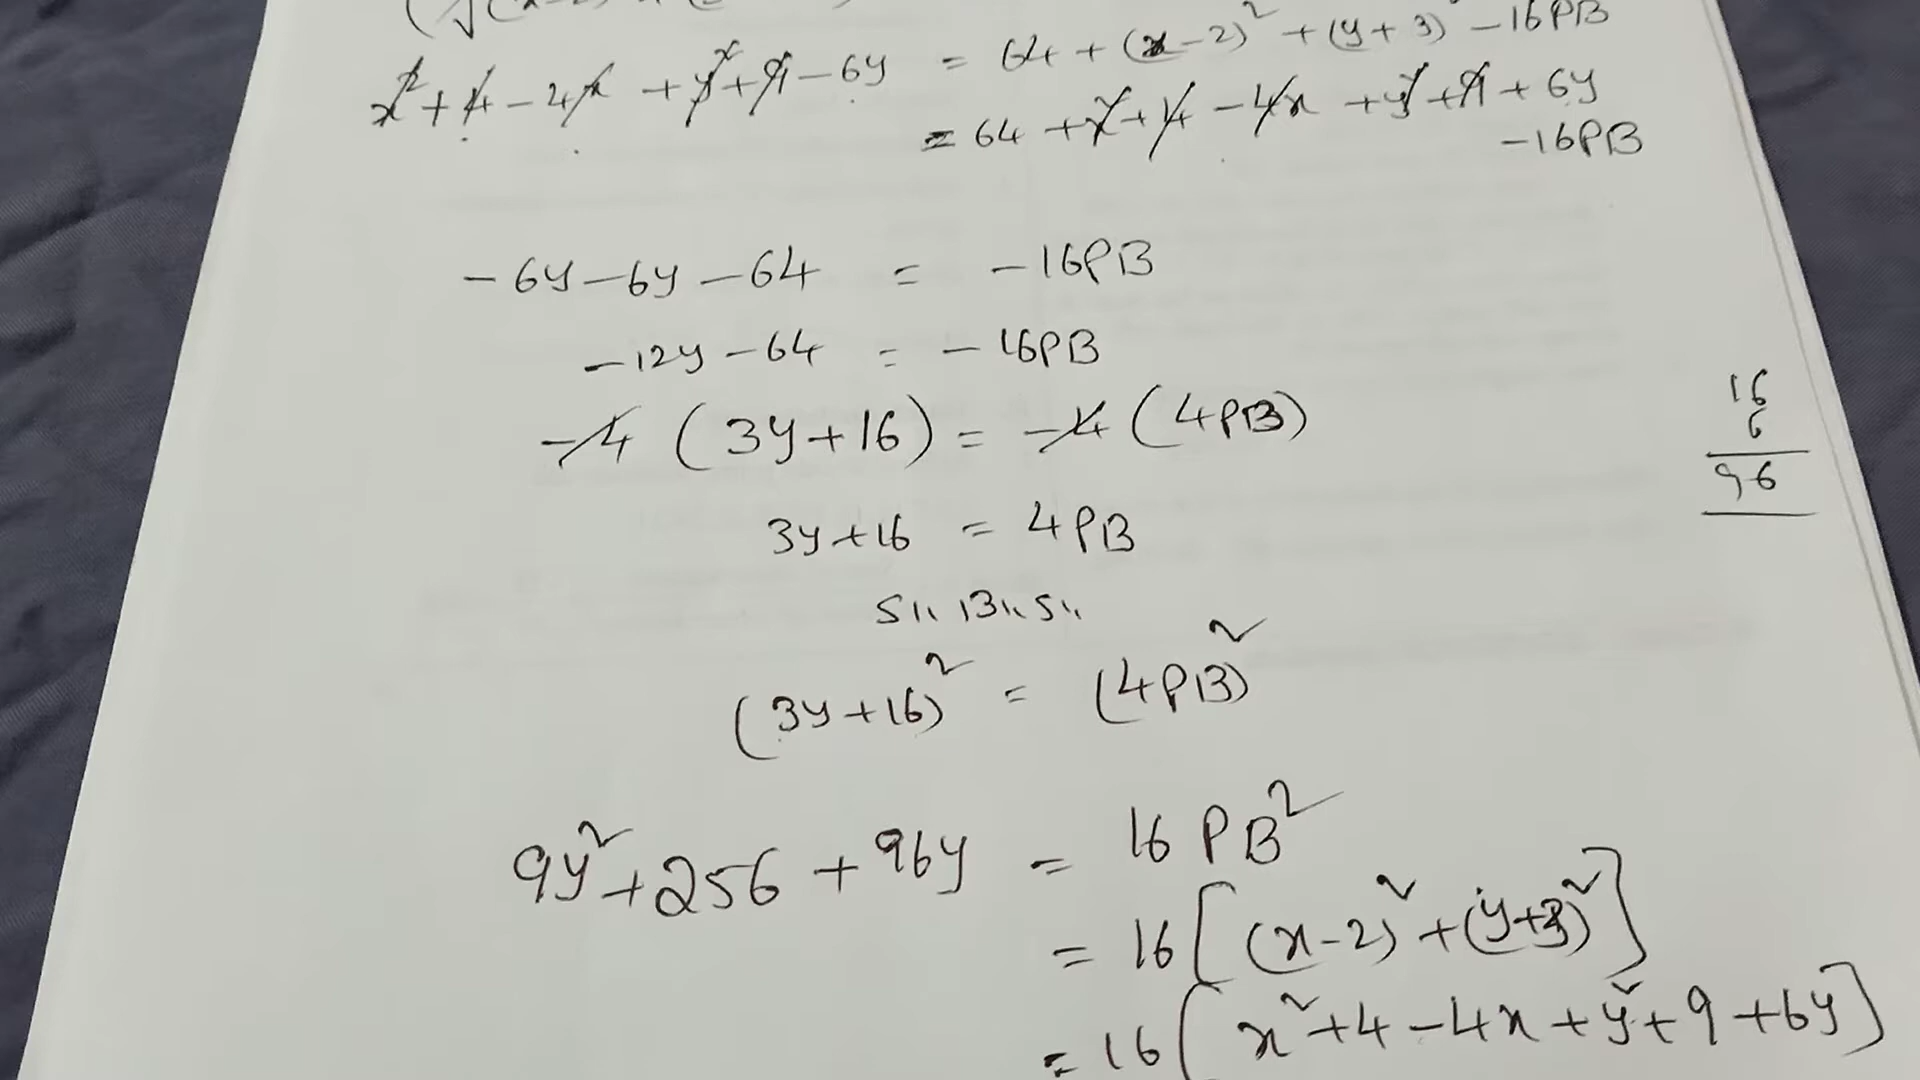 x² + 4 - 4x + y² + 9 - 6y = 64 + (x-2)² + (y+3) - 16PB
= 64 + x² + 4 - 4x + y² + 9 + 6y
- 16PB
- 6y - 6y - 64 = - 16PB
- 12y - 64 = - 16PB
16
6
96
- 4 (3y + 16) = - 4 (4PB)
3y + 16 = 4PB
S.. B.. S..
(3y + 16)² = (4PB)²
9y² + 256 + 96y = 16 PB²
= 16 [(x-2)² + (y+3)²]
= 16 [x² + 4 - 4x + y² + 9 + 6y]